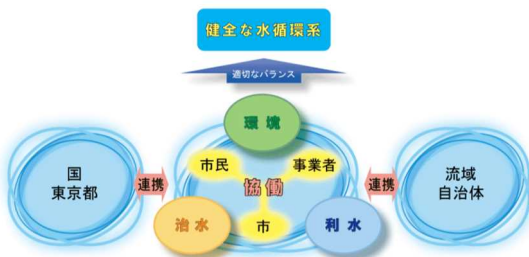 健全な水循環系
適切なバランス
環境
国
東京都
連携
市民
事業者
協働
市
治水
利水
連携
流域
自治体